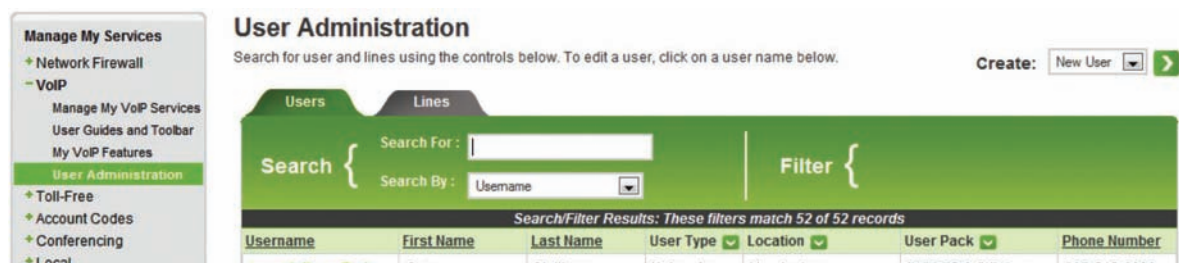 Manage My Services
+ Network Firewall
− VoIP
Manage My VoIP Services
User Guides and Toolbar
My VoIP Features
User Administration
+ Toll-Free
+ Account Codes
+ Conferencing
+ Local
User Administration
Search for user and lines using the controls below. To edit a user, click on a user name below.
Create: New User
Users Lines
Search { Search For :
Search By : Username
Filter {
Search/Filter Results: These filters match 52 of 52 records
Username First Name Last Name User Type Location User Pack Phone Number